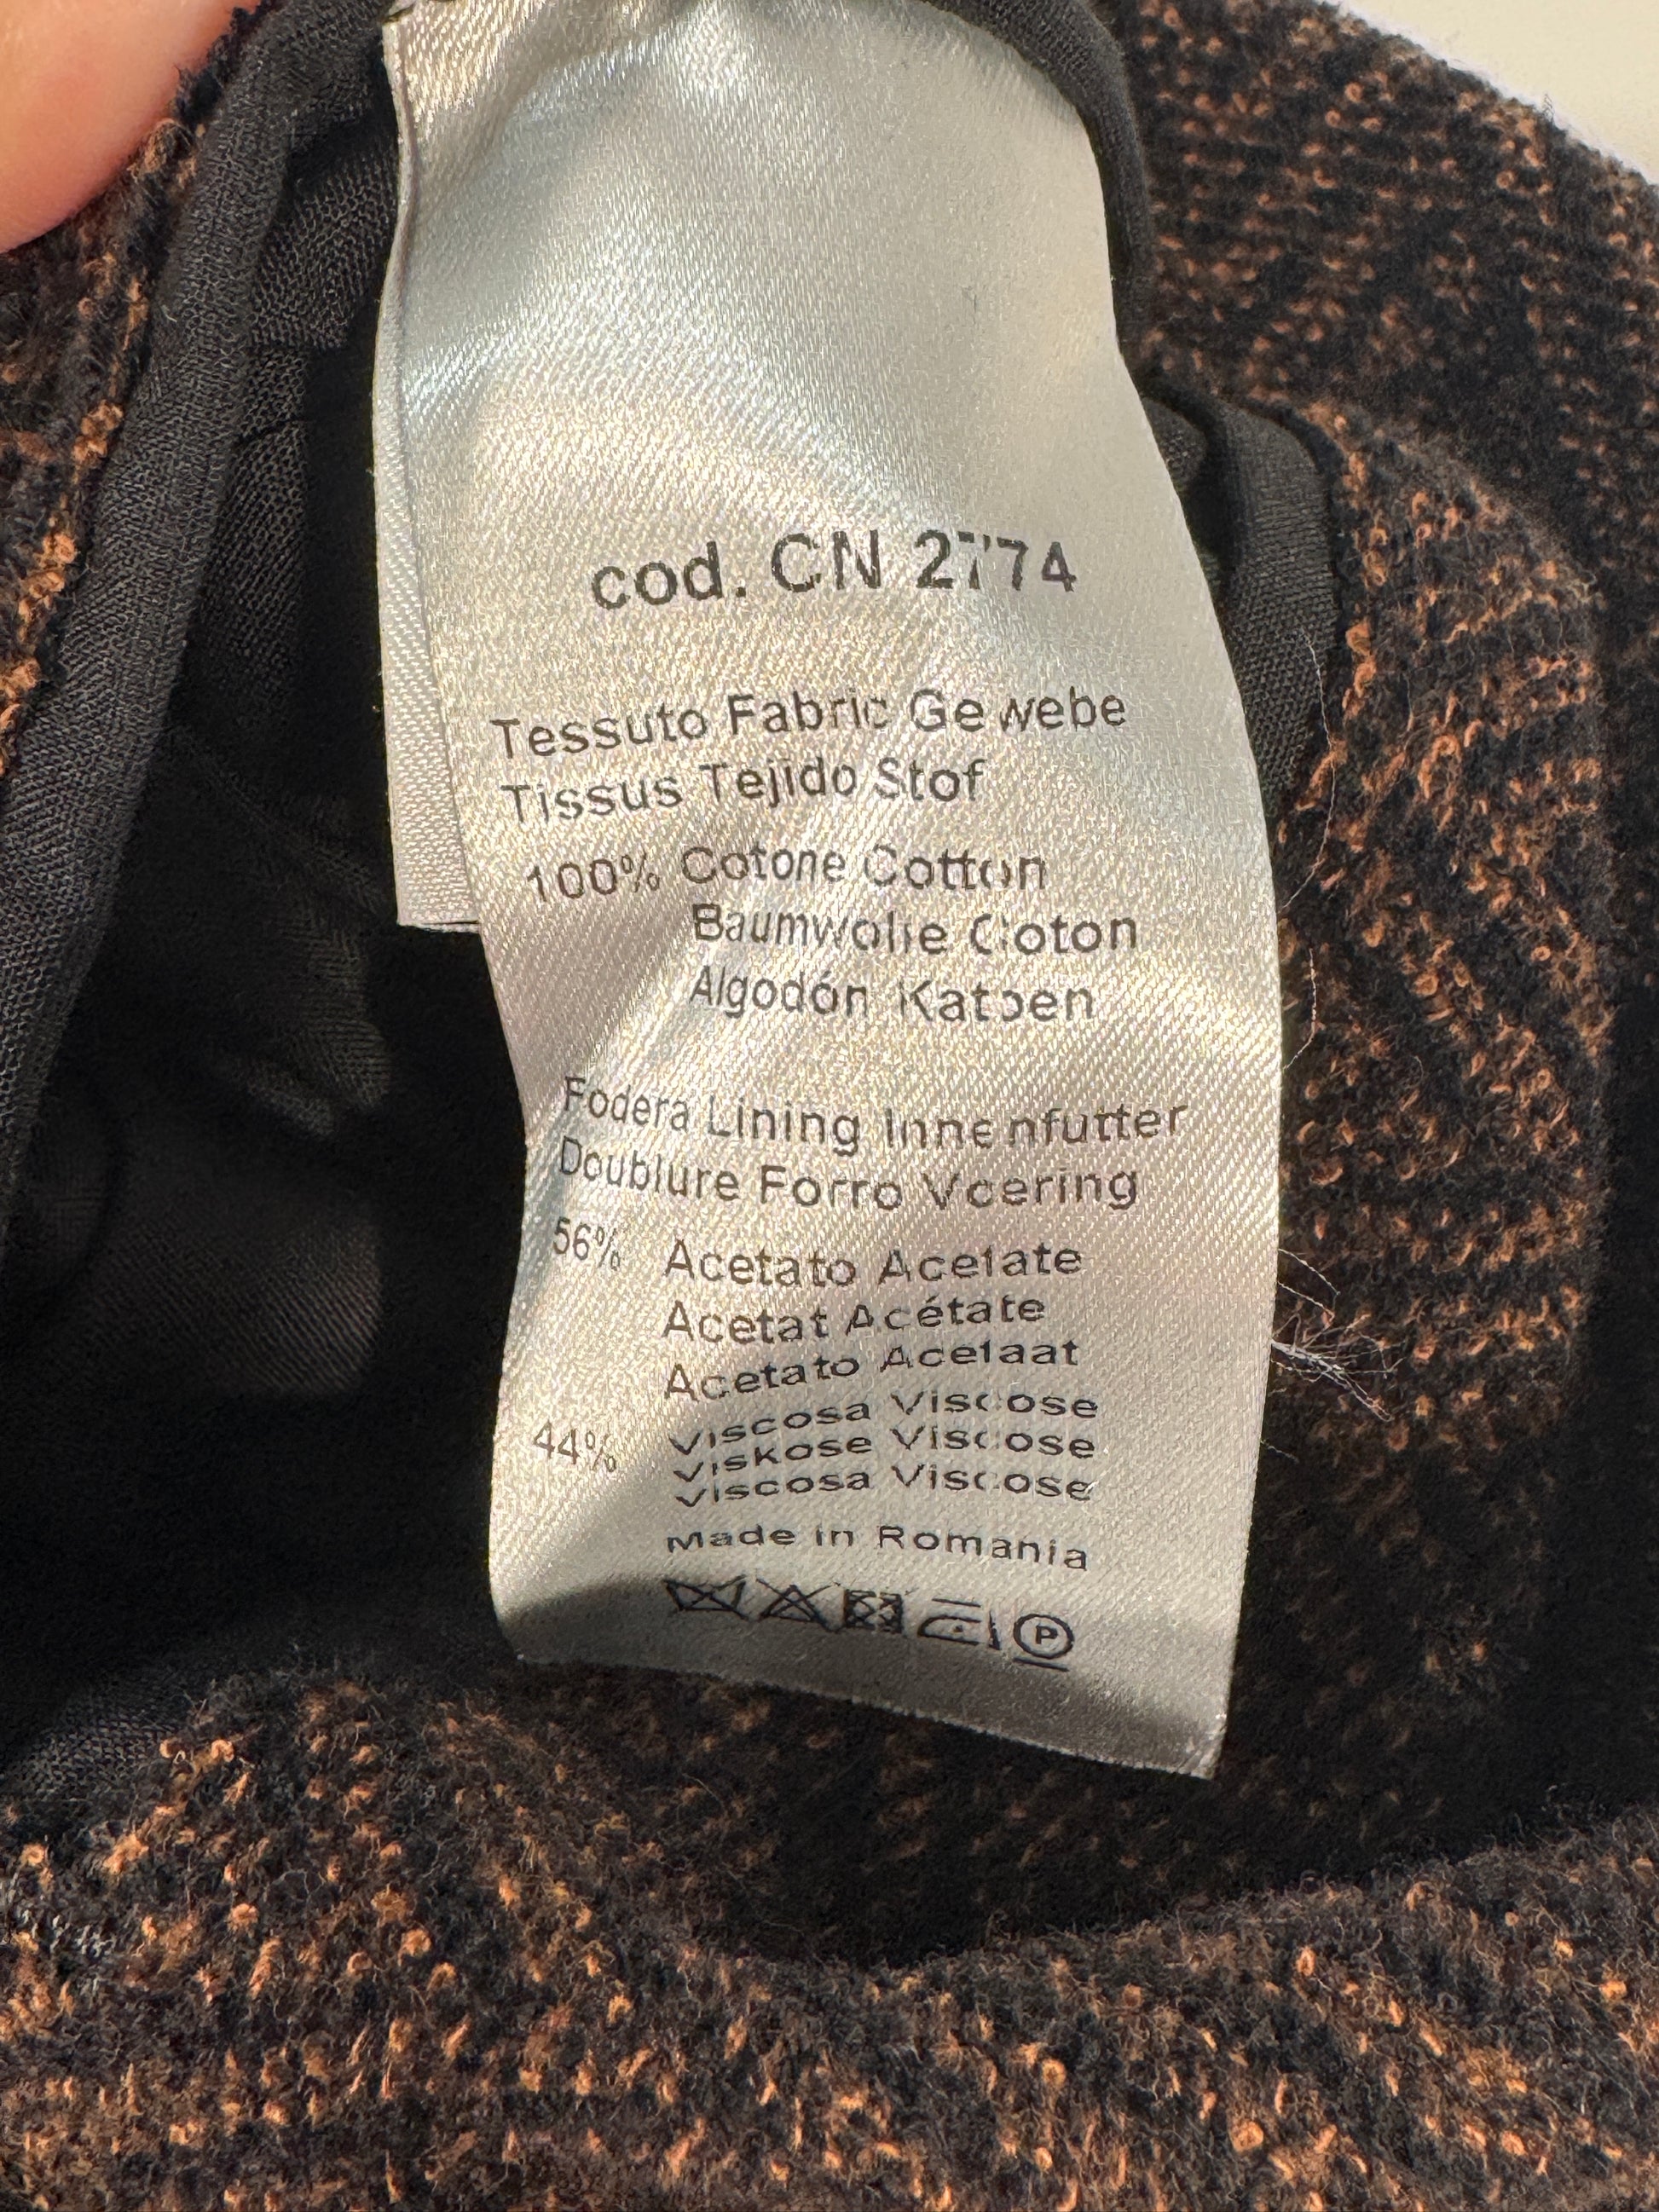 cod. CN 2774
Tessuto Fabric Gewebe
Tissus Tejido Stof
100% Cotone Cotton
Baumwolle Coton
Algodón Katoen
Fodera Lining Innenfutter
Doublure Forro Voering
56% Acetato Acetate
Acetat Acétate
Acetato Acetaat
44% Viscosa Viscose
Viskose Viscose
Viscosa Viscose
Made in Romania
P